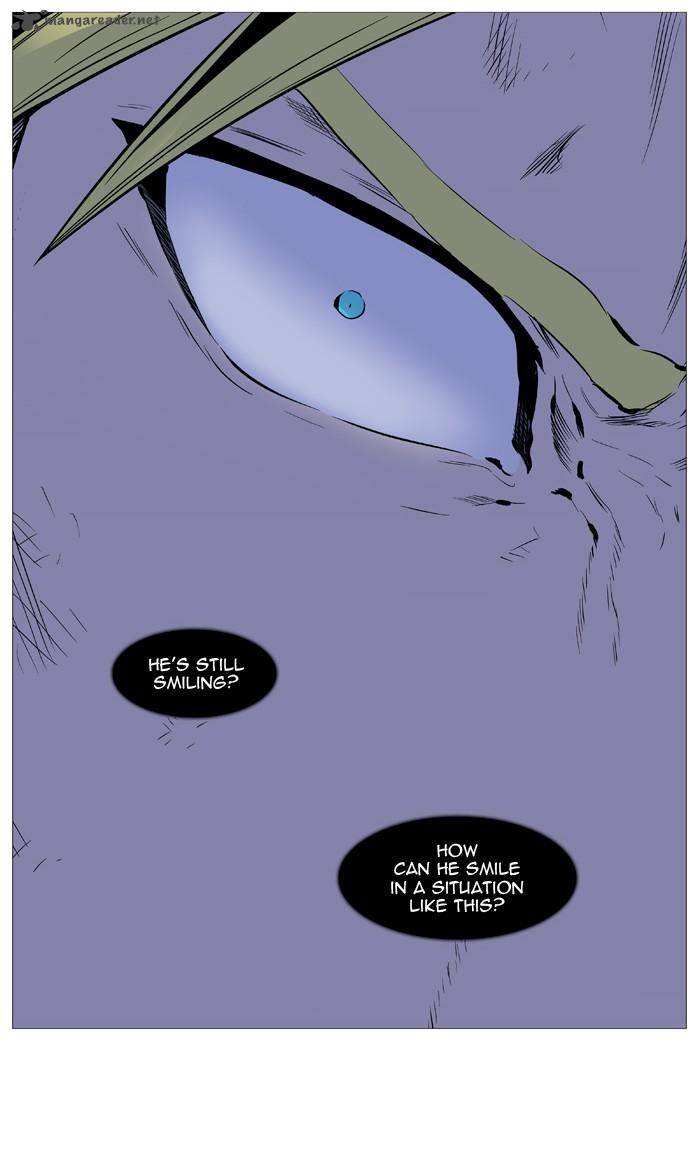 mangareader.net
HE'S STILL
SMILING?
HOW
CAN HE SMILE
IN A SITUATION
LIKE THIS?